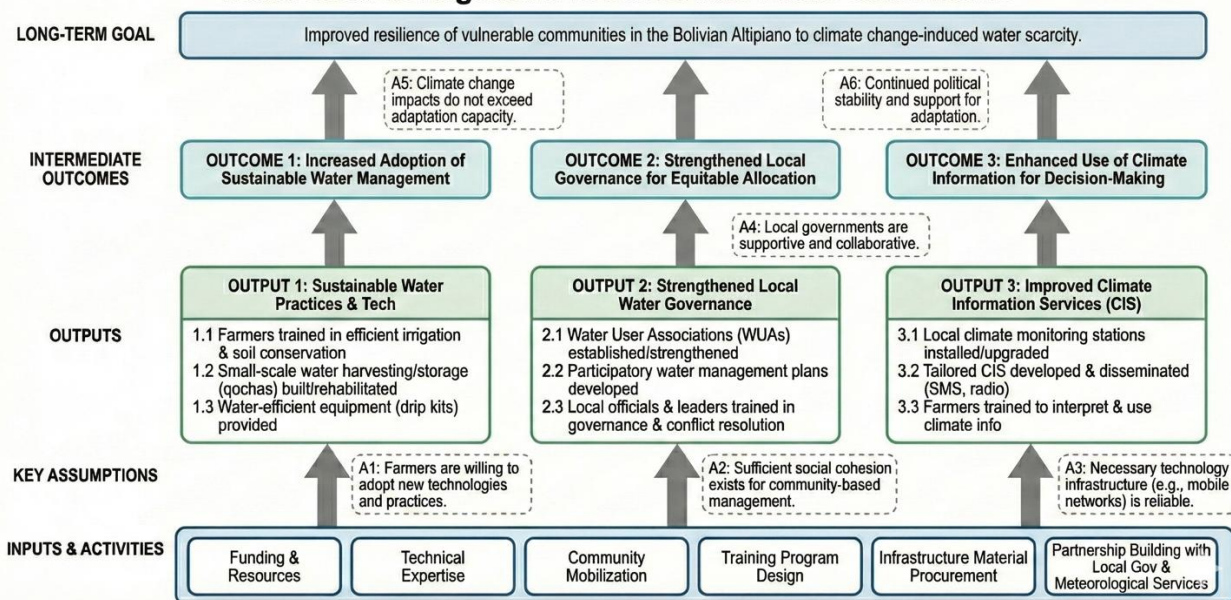 LONG-TERM GOAL
Improved resilience of vulnerable communities in the Bolivian Altipiano to climate change-induced water scarcity.
A5: Climate change
impacts do not exceed
adaptation capacity.
A6: Continued political
stability and support for
adaptation.
INTERMEDIATE
OUTCOMES
OUTCOME 1: Increased Adoption of
Sustainable Water Management
OUTCOME 2: Strengthened Local
Governance for Equitable Allocation
OUTCOME 3: Enhanced Use of Climate
Information for Decision-Making
A4: Local governments are
supportive and collaborative.
OUTPUTS
OUTPUT 1: Sustainable Water
Practices & Tech
1.1 Farmers trained in efficient irrigation
& soil conservation
1.2 Small-scale water harvesting/storage
(qochas) built/rehabilitated
1.3 Water-efficient equipment (drip kits)
provided
OUTPUT 2: Strengthened Local
Water Governance
2.1 Water User Associations (WUAs)
established/strengthened
2.2 Participatory water management plans
developed
2.3 Local officials & leaders trained in
governance & conflict resolution
OUTPUT 3: Improved Climate
Information Services (CIS)
3.1 Local climate monitoring stations
installed/upgraded
3.2 Tailored CIS developed & disseminated
(SMS, radio)
3.3 Farmers trained to interpret & use
climate info
KEY ASSUMPTIONS
A1: Farmers are willing to
adopt new technologies
and practices.
A2: Sufficient social cohesion
exists for community-based
management.
A3: Necessary technology
infrastructure (e.g., mobile
networks) is reliable.
INPUTS & ACTIVITIES
Funding &
Resources
Technical
Expertise
Community
Mobilization
Training Program
Design
Infrastructure Material
Procurement
Partnership Building with
Local Gov &
Meteorological Services